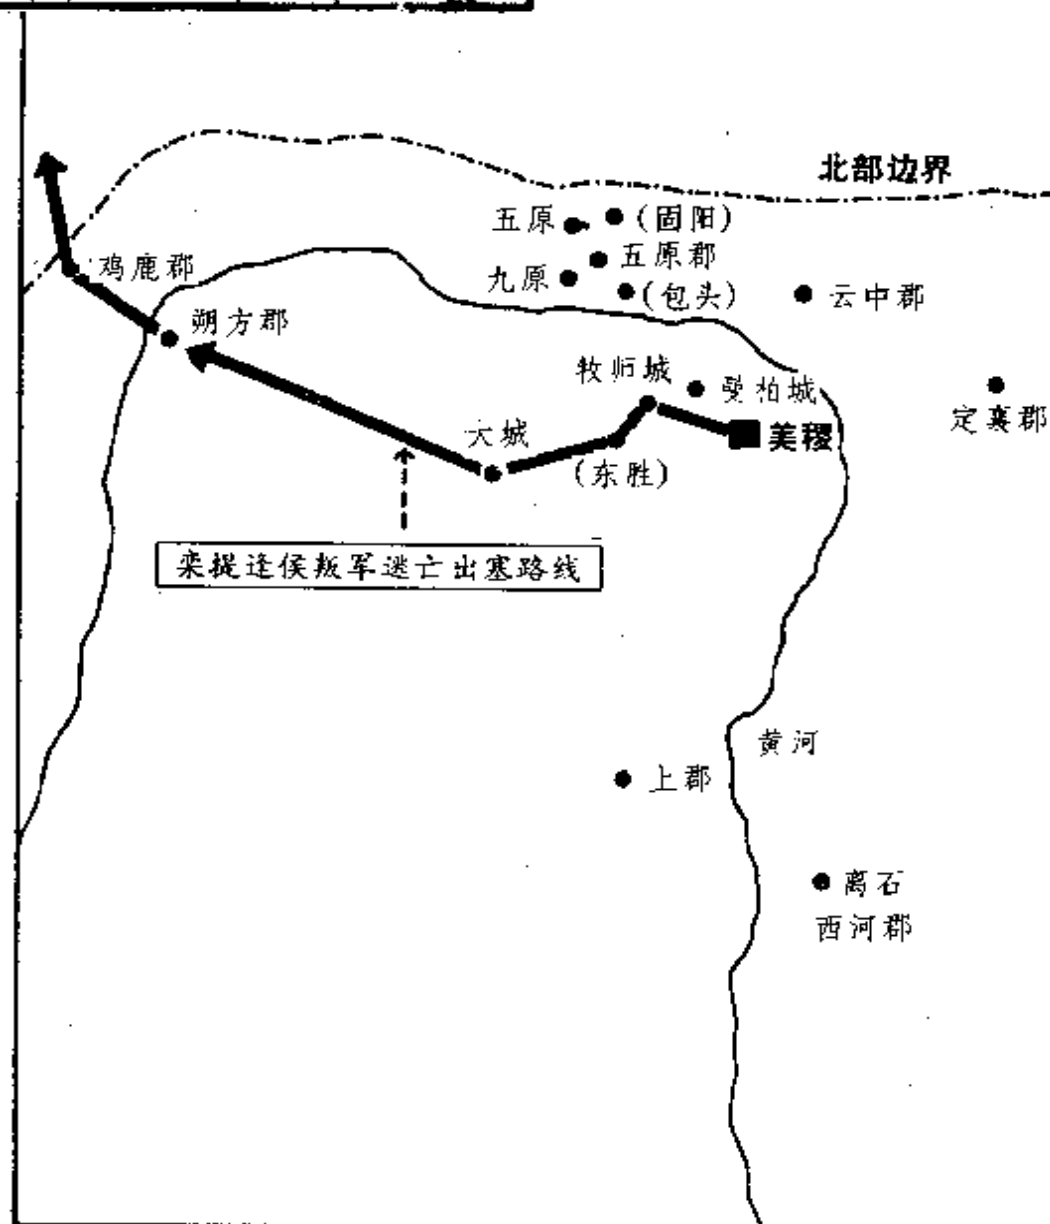 北部边界
五原
(固阳)
五原郡
九原
(包头)
云中郡
鸡鹿郡
朔方郡
牧师城
曼柏城
定襄郡
美稷
大城
(东胜)
栾提逢侯叛军逃亡出塞路线
黄河
上郡
离石
西河郡